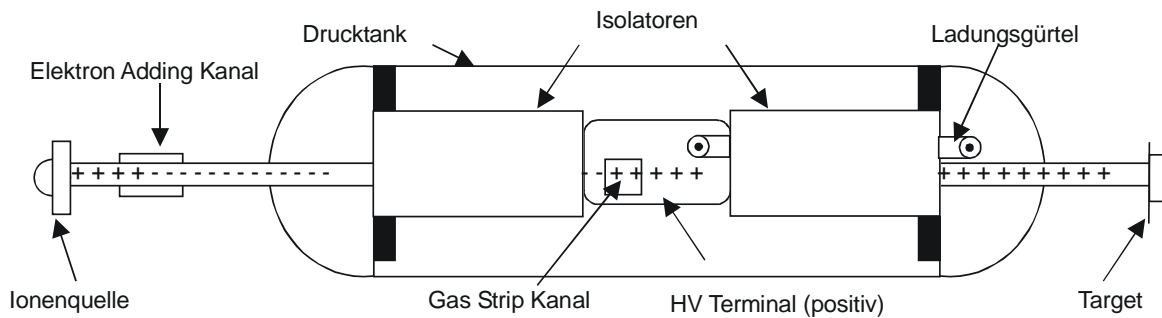 Isolatoren
Drucktank
Ladungsgürtel
Elektron Adding Kanal
+ + + + - - - - - - - - - - - - -
- - + + + + + +
+ + + + + + + + +
Ionenquelle
Gas Strip Kanal
HV Terminal (positiv)
Target